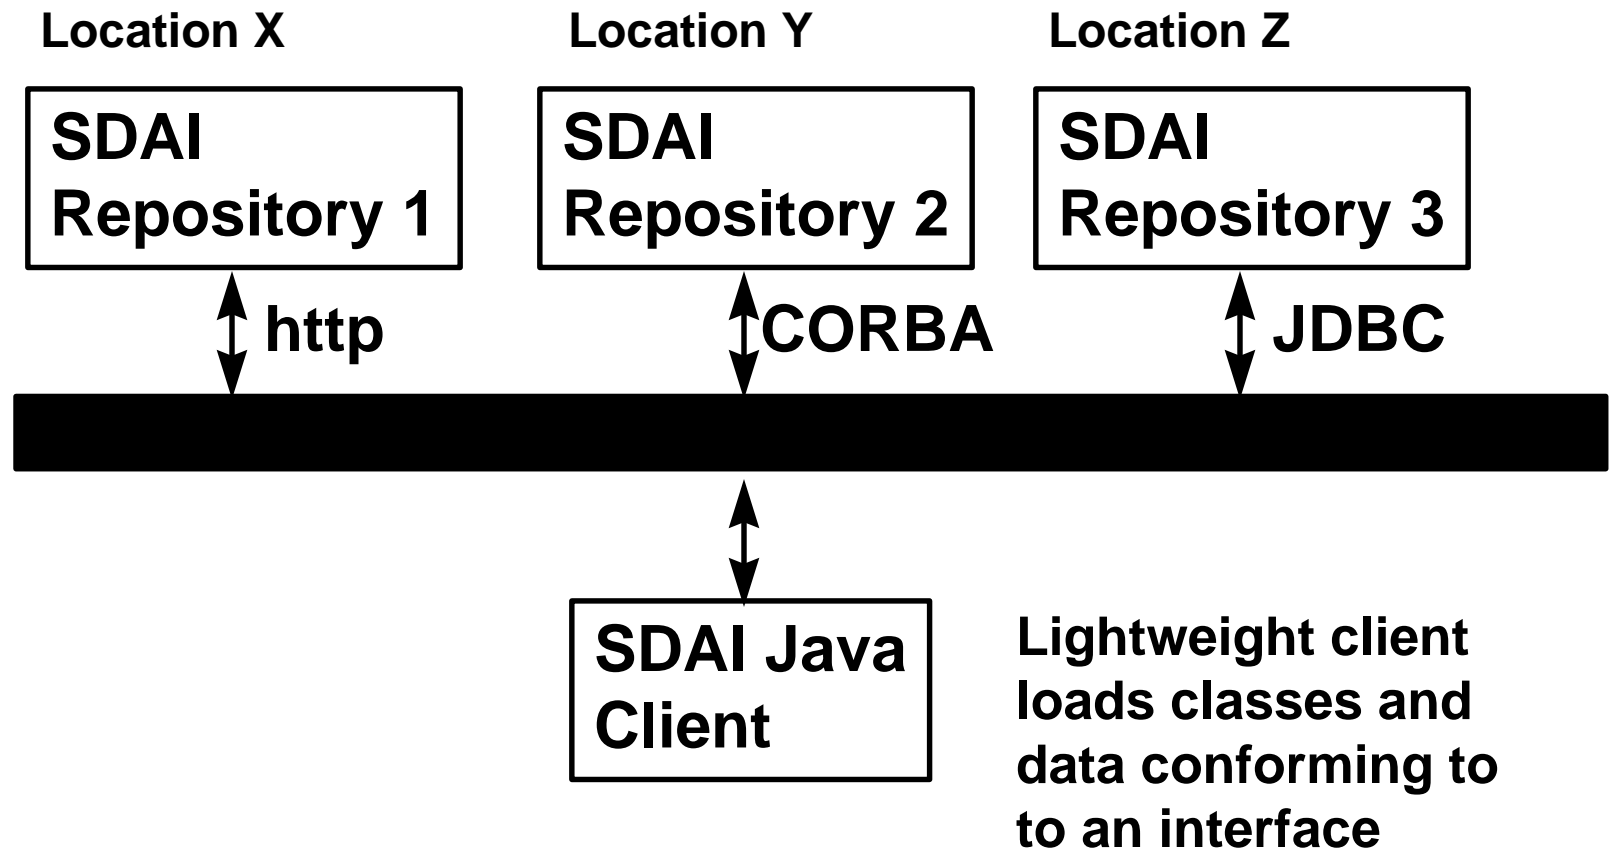 Location X
Location Y
Location Z
SDAI
Repository 1
SDAI
Repository 2
SDAI
Repository 3
http
CORBA
JDBC
SDAI Java
Client
Lightweight client
loads classes and
data conforming to
to an interface